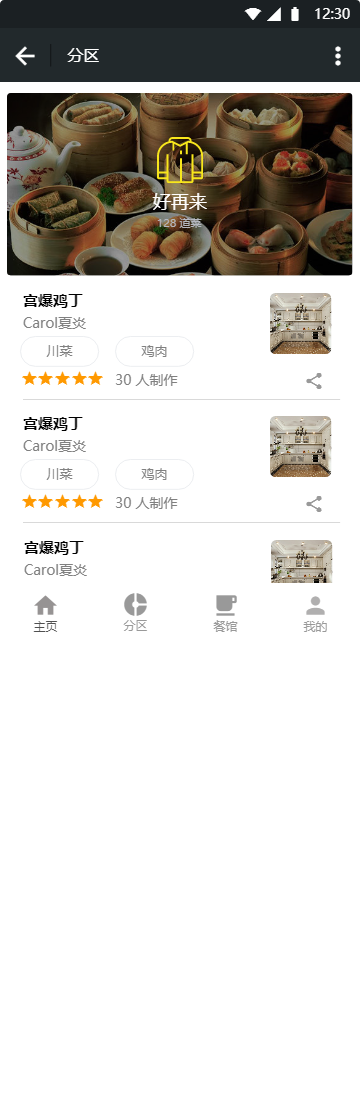 12:30
分区
好再来
128 道菜
宫爆鸡丁
Carol夏炎
川菜 鸡肉
30 人制作
宫爆鸡丁
Carol夏炎
川菜 鸡肉
30 人制作
宫爆鸡丁
Carol夏炎
主页 分区 餐馆 我的